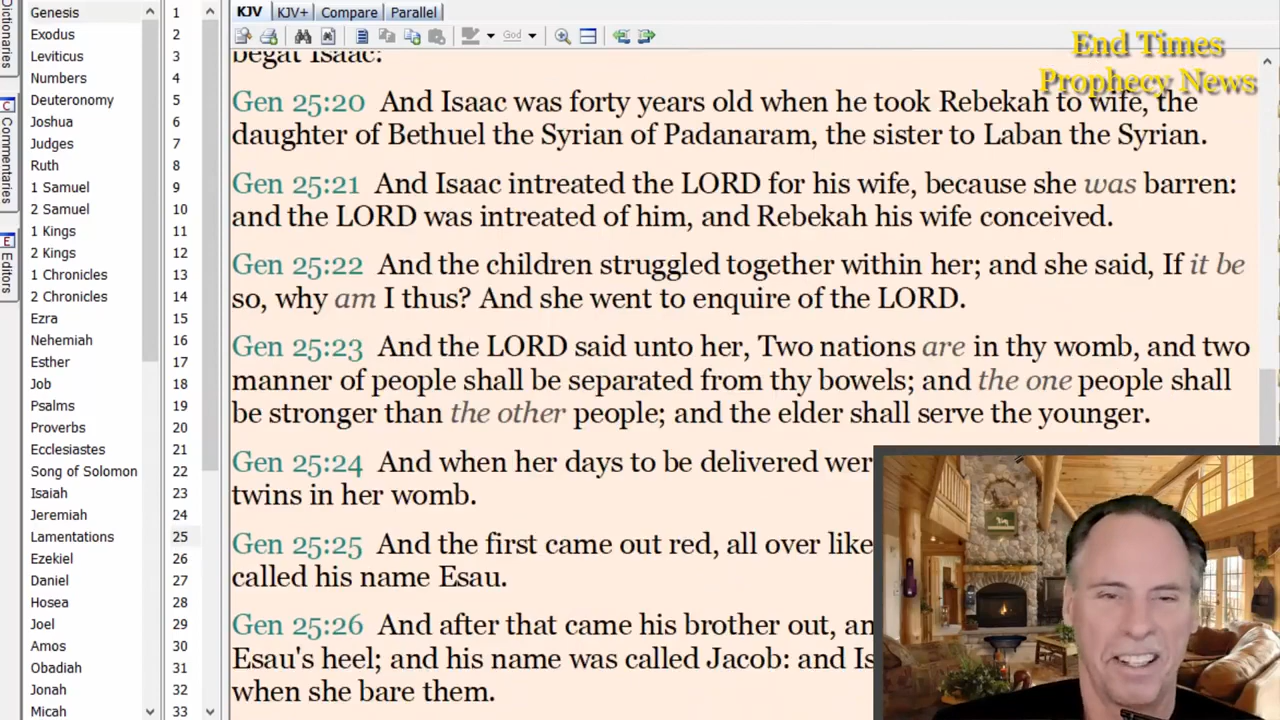 KJV KJV+ Compare Parallel
God
End Times
Prophecy News
Dictionaries
Commentaries
Editors
C
E
Genesis 1
Exodus 2
Leviticus 3
Numbers 4
Deuteronomy 5
Joshua 6
Judges 7
Ruth 8
1 Samuel 9
2 Samuel 10
1 Kings 11
2 Kings 12
1 Chronicles 13
2 Chronicles 14
Ezra 15
Nehemiah 16
Esther 17
Job 18
Psalms 19
Proverbs 20
Ecclesiastes 21
Song of Solomon 22
Isaiah 23
Jeremiah 24
Lamentations 25
Ezekiel 26
Daniel 27
Hosea 28
Joel 29
Amos 30
Obadiah 31
Jonah 32
Micah 33
begat Isaac:
Gen 25:20 And Isaac was forty years old when he took Rebekah to wife, the
daughter of Bethuel the Syrian of Padanaram, the sister to Laban the Syrian.
Gen 25:21 And Isaac intreated the LORD for his wife, because she was barren:
and the LORD was intreated of him, and Rebekah his wife conceived.
Gen 25:22 And the children struggled together within her; and she said, If it be
so, why am I thus? And she went to enquire of the LORD.
Gen 25:23 And the LORD said unto her, Two nations are in thy womb, and two
manner of people shall be separated from thy bowels; and the one people shall
be stronger than the other people; and the elder shall serve the younger.
Gen 25:24 And when her days to be delivered wer
twins in her womb.
Gen 25:25 And the first came out red, all over like
called his name Esau.
Gen 25:26 And after that came his brother out, an
Esau's heel; and his name was called Jacob: and Is
when she bare them.